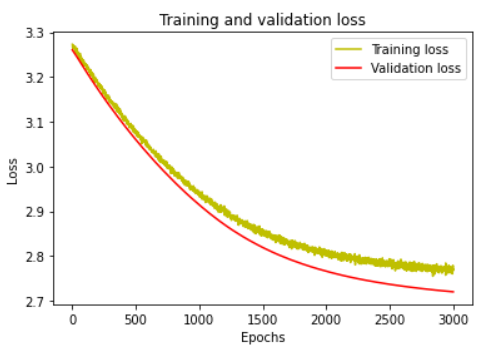 Training and validation loss
3.3
3.2
3.1
3.0
2.9
2.8
2.7
Loss
Training loss
Validation loss
0
500
1000
1500
2000
2500
3000
Epochs